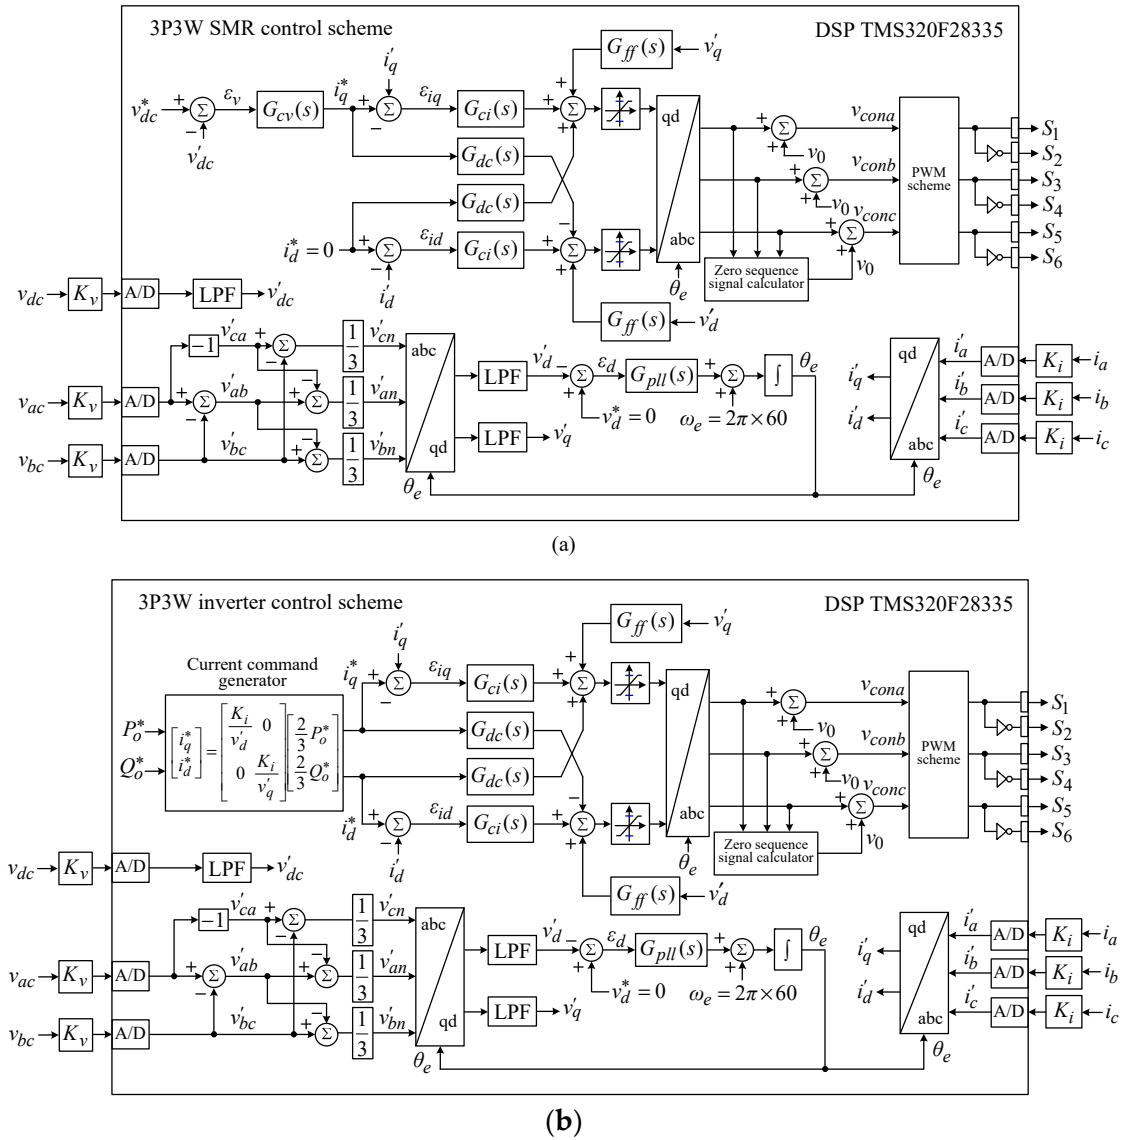 3P3W SMR control scheme
DSP TMS320F28335
i'_q
G_ff(s)
v'_q
v*_dc
+
Σ
−
v'_dc
ε_v
G_cv(s)
i*_q
+
Σ
−
ε_iq
G_ci(s)
+
+
Σ
+
qd
abc
θ_e
G_dc(s)
G_dc(s)
i*_d = 0
+
Σ
−
i'_d
ε_id
G_ci(s)
+
−
Σ
+
G_ff(s)
v'_d
+
Σ
+
v_0
v_cona
+
Σ
+
v_0
v_conb
+
Σ
+
v_0
v_conc
Zero sequence
signal calculator
PWM
scheme
S_1
S_2
S_3
S_4
S_5
S_6
v_dc
K_v
A/D
LPF
v'_dc
v_ac
K_v
A/D
v_bc
K_v
A/D
−1
v'_ca
+
Σ
−
1
3
v'_cn
+
Σ
−
v'_ab
+
Σ
−
1
3
v'_an
v'_bc
+
Σ
−
1
3
v'_bn
abc
qd
θ_e
LPF
v'_d
−
Σ
+
v*_d = 0
ε_d
G_pll(s)
+
Σ
+
ω_e = 2π×60
∫
θ_e
LPF
v'_q
i'_q
i'_d
qd
abc
θ_e
i'_a
A/D
K_i
i_a
i'_b
A/D
K_i
i_b
i'_c
A/D
K_i
i_c
(a)
3P3W inverter control scheme
DSP TMS320F28335
i'_q
G_ff(s)
v'_q
Current command
generator
P*_o
Q*_o
[i*_q i*_d] = [K_i/v'_d 0 0 K_i/v'_q] [2/3 P*_o 2/3 Q*_o]
i*_q
+
Σ
−
ε_iq
G_ci(s)
+
+
Σ
+
qd
abc
θ_e
G_dc(s)
G_dc(s)
i*_d
+
Σ
−
i'_d
ε_id
G_ci(s)
+
−
Σ
+
G_ff(s)
v'_d
+
Σ
+
v_0
v_cona
+
Σ
+
v_0
v_conb
+
Σ
+
v_0
v_conc
Zero sequence
signal calculator
PWM
scheme
S_1
S_2
S_3
S_4
S_5
S_6
v_dc
K_v
A/D
LPF
v'_dc
v_ac
K_v
A/D
v_bc
K_v
A/D
−1
v'_ca
+
Σ
−
1
3
v'_cn
+
Σ
−
v'_ab
+
Σ
−
1
3
v'_an
v'_bc
+
Σ
−
1
3
v'_bn
abc
qd
θ_e
LPF
v'_d
−
Σ
+
v*_d = 0
ε_d
G_pll(s)
+
Σ
+
ω_e = 2π×60
∫
θ_e
LPF
v'_q
i'_q
i'_d
qd
abc
θ_e
i'_a
A/D
K_i
i_a
i'_b
A/D
K_i
i_b
i'_c
A/D
K_i
i_c
(b)